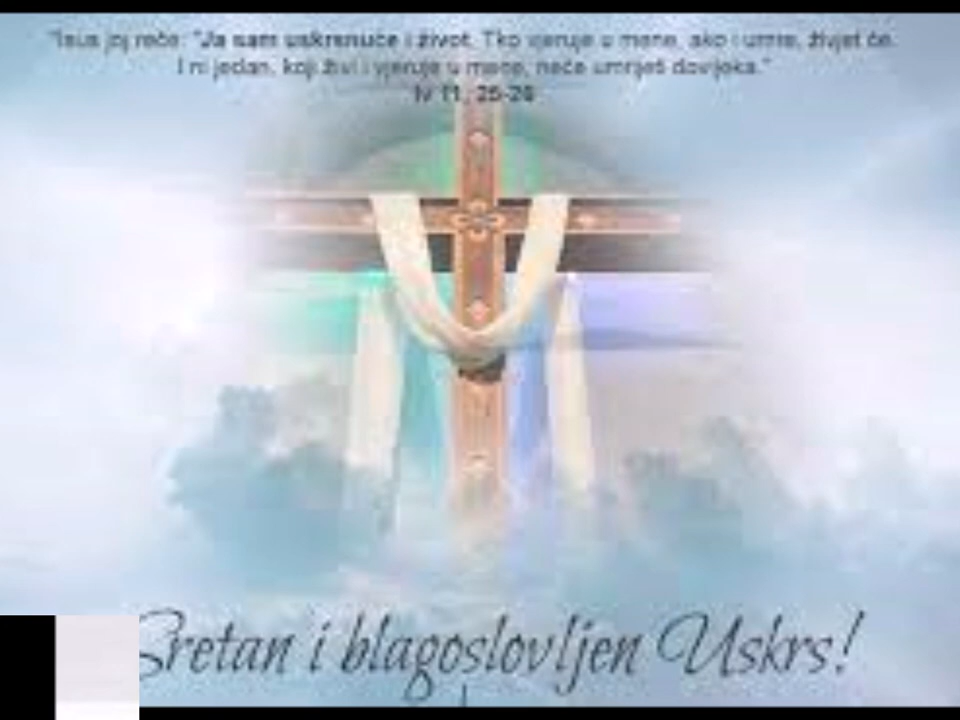 "Isus joj reče: "Ja sam uskrsnuće i život. Tko vjeruje u mene, ako i umre, živjet će.
I ni jedan, koji živi i vjeruje u mene, neće umrijeti dovijeka."
Iv 11, 25-26
Sretan i blagoslovljen Uskrs!